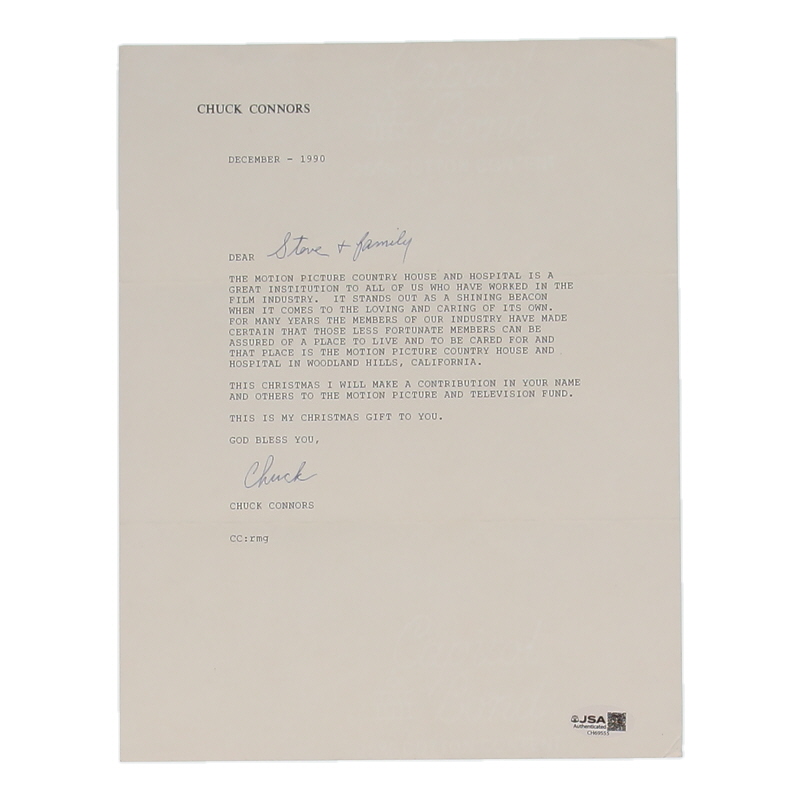 CHUCK CONNORS
DECEMBER - 1990
DEAR Steve + family
THE MOTION PICTURE COUNTRY HOUSE AND HOSPITAL IS A
GREAT INSTITUTION TO ALL OF US WHO HAVE WORKED IN THE
FILM INDUSTRY. IT STANDS OUT AS A SHINING BEACON
WHEN IT COMES TO THE LOVING AND CARING OF ITS OWN.
FOR MANY YEARS THE MEMBERS OF OUR INDUSTRY HAVE MADE
CERTAIN THAT THOSE LESS FORTUNATE MEMBERS CAN BE
ASSURED OF A PLACE TO LIVE AND TO BE CARED FOR AND
THAT PLACE IS THE MOTION PICTURE COUNTRY HOUSE AND
HOSPITAL IN WOODLAND HILLS, CALIFORNIA.
THIS CHRISTMAS I WILL MAKE A CONTRIBUTION IN YOUR NAME
AND OTHERS TO THE MOTION PICTURE AND TELEVISION FUND.
THIS IS MY CHRISTMAS GIFT TO YOU.
GOD BLESS YOU,
Chuck
CHUCK CONNORS
CC:rmg
JSA
Authenticated